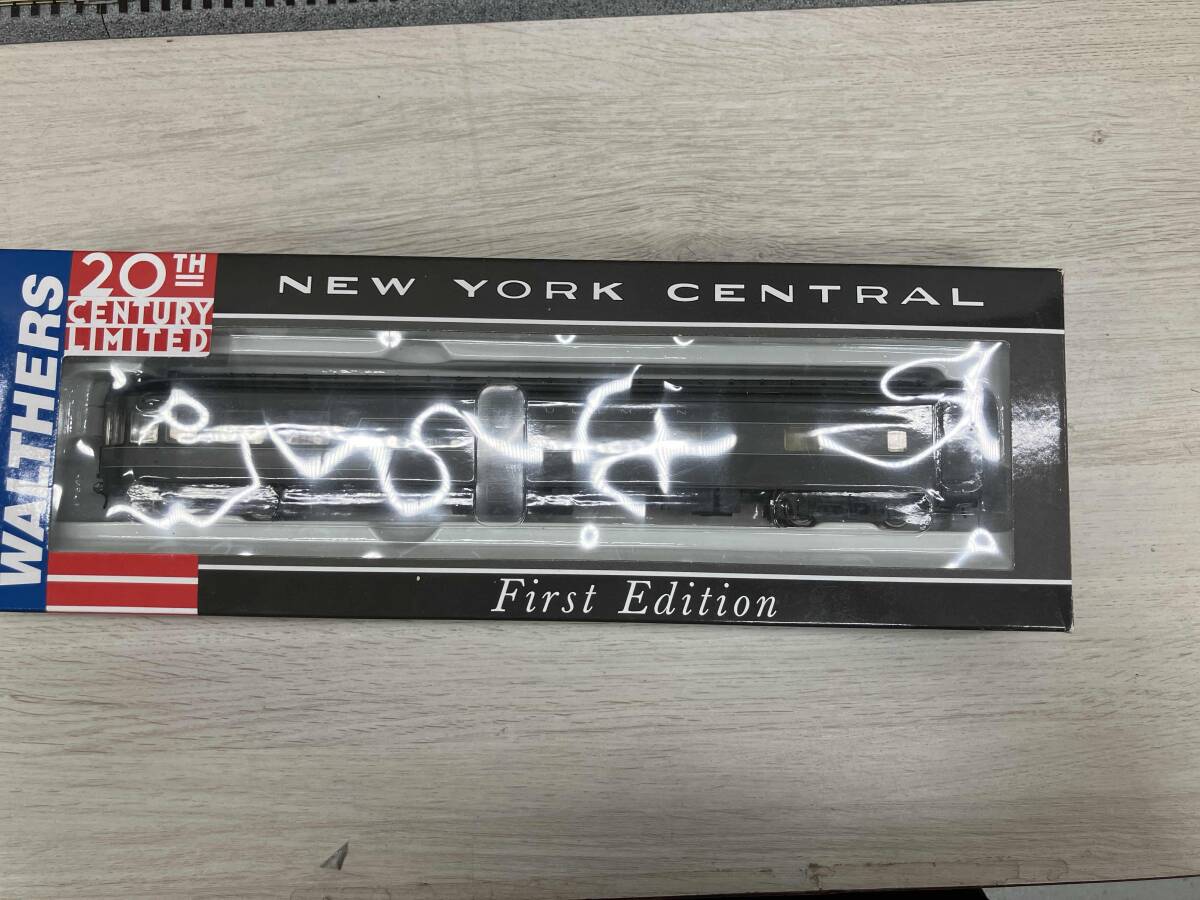 WALTHERS
20TH
CENTURY
LIMITED
NEW YORK CENTRAL
First Edition